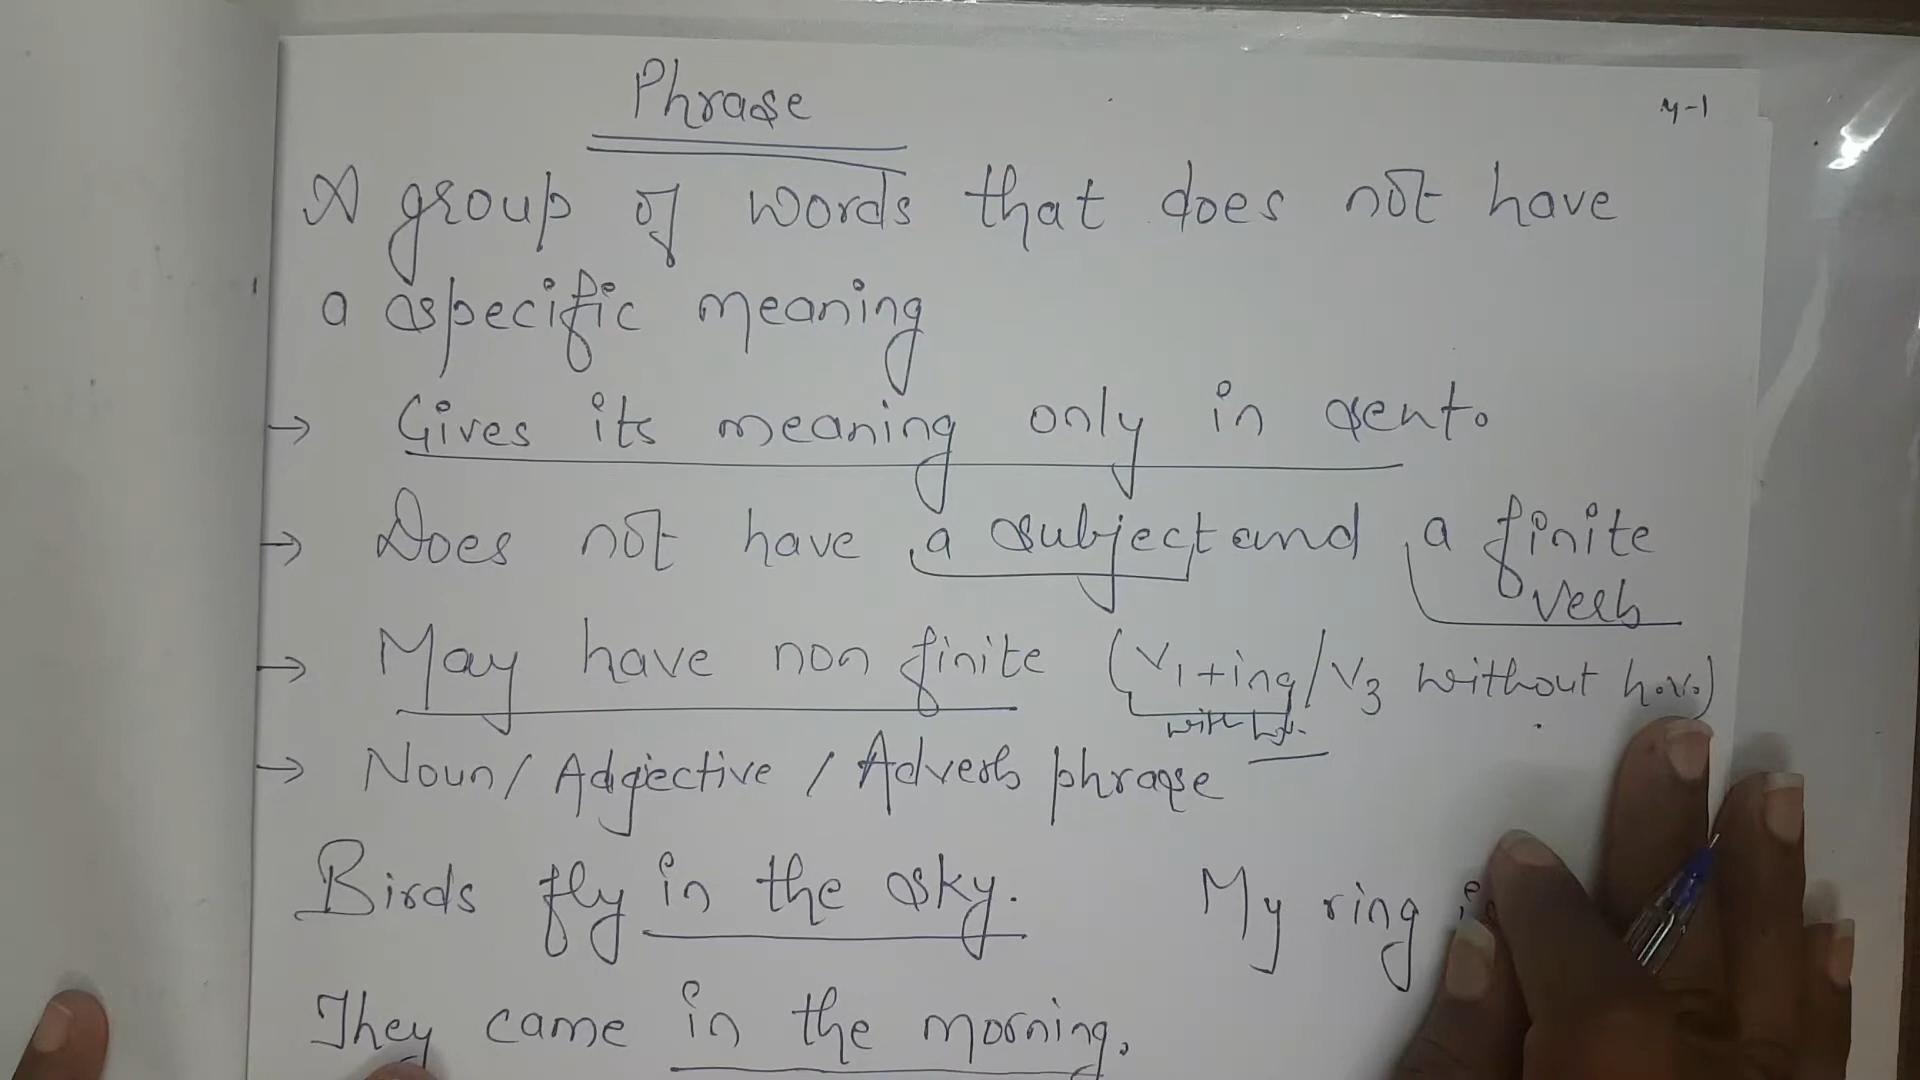 Phrase
4-1
A group of words that does not have
a specific meaning
→ Gives its meaning only in sent.
→ Does not have a subject and a finite
verb
→ May have non finite (V1+ing/V3 without h.v.)
with h.v.
→ Noun / Adjective / Adverb phrase
Birds fly in the sky. My ring is
They came in the morning.